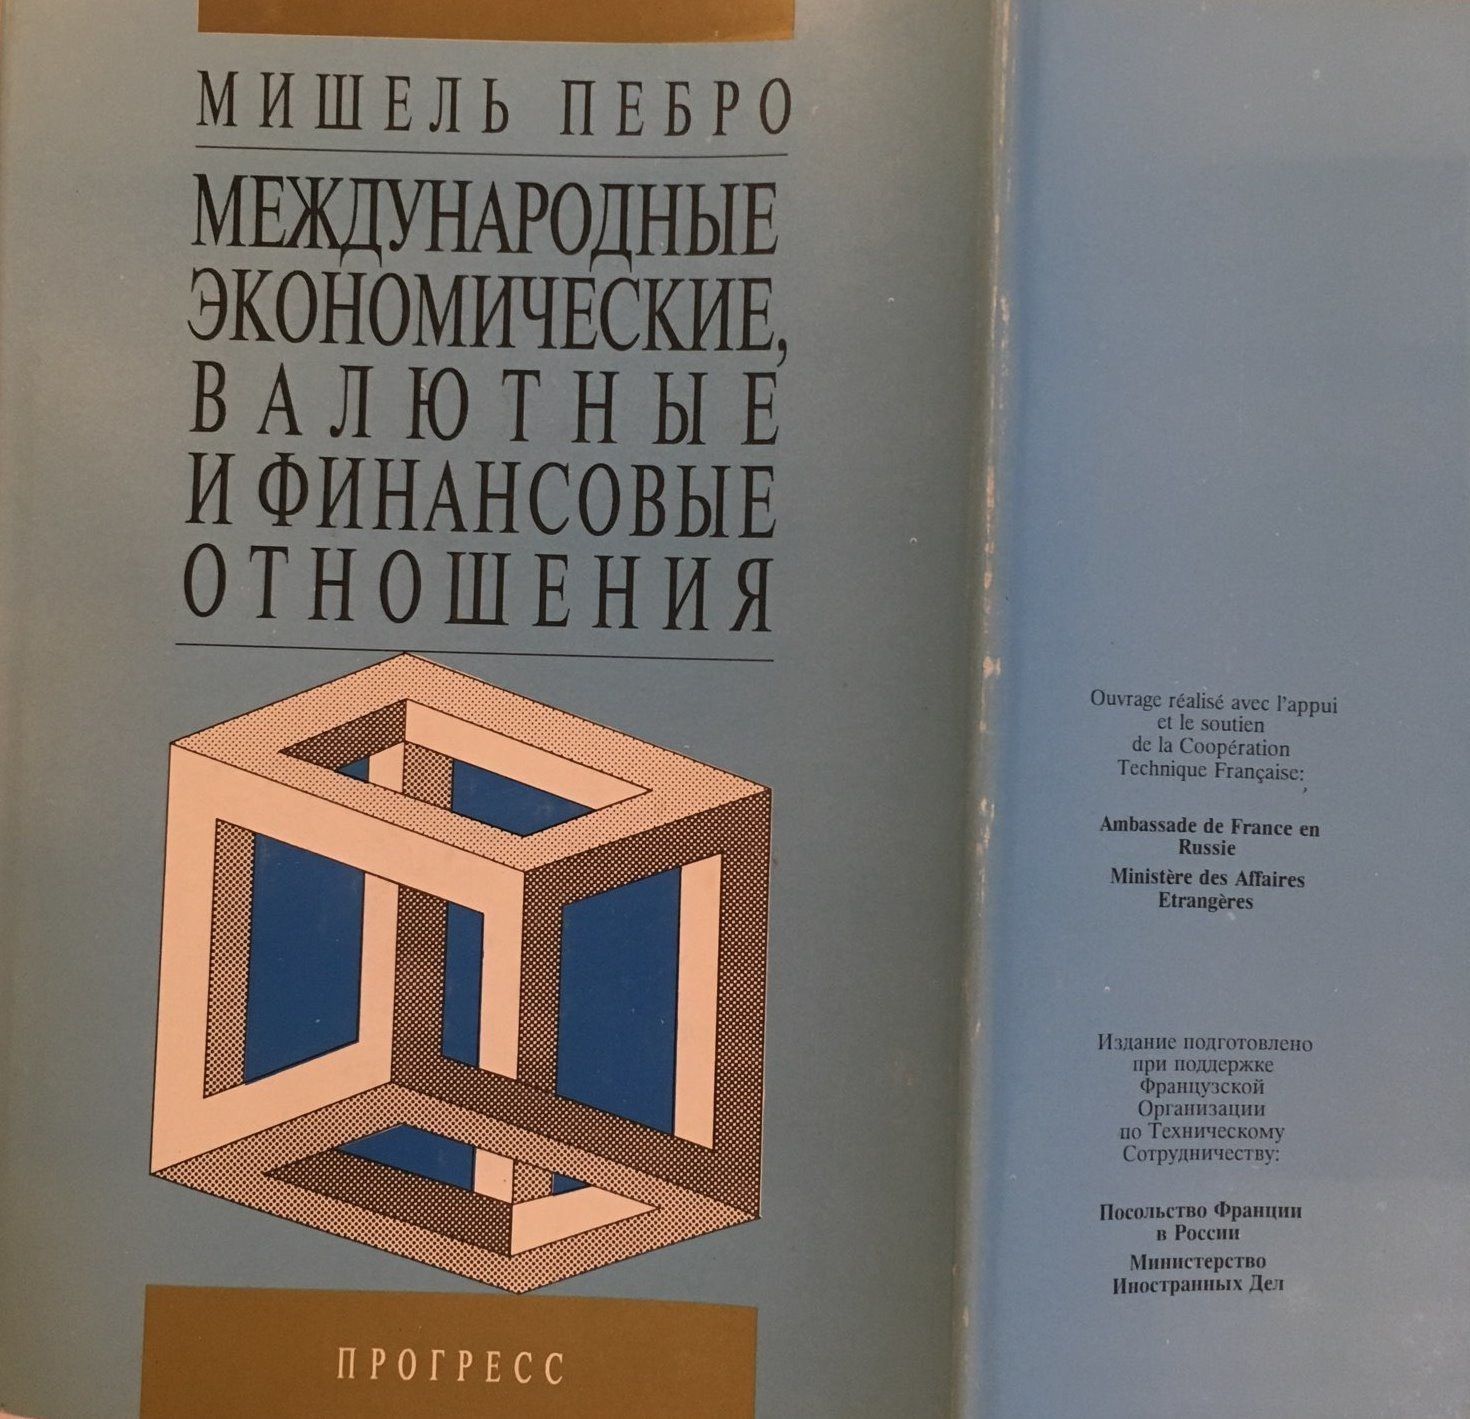 МИШЕЛЬ ПЕБРО
МЕЖДУНАРОДНЫЕ
ЭКОНОМИЧЕСКИЕ,
ВАЛЮТНЫЕ
И ФИНАНСОВЫЕ
ОТНОШЕНИЯ
ПРОГРЕСС
Ouvrage réalisé avec l'appui
et le soutien
de la Coopération
Technique Française:
Ambassade de France en
Russie
Ministère des Affaires
Etrangères
Издание подготовлено
при поддержке
Французской
Организации
по Техническому
Сотрудничеству:
Посольство Франции
в России
Министерство
Иностранных Дел